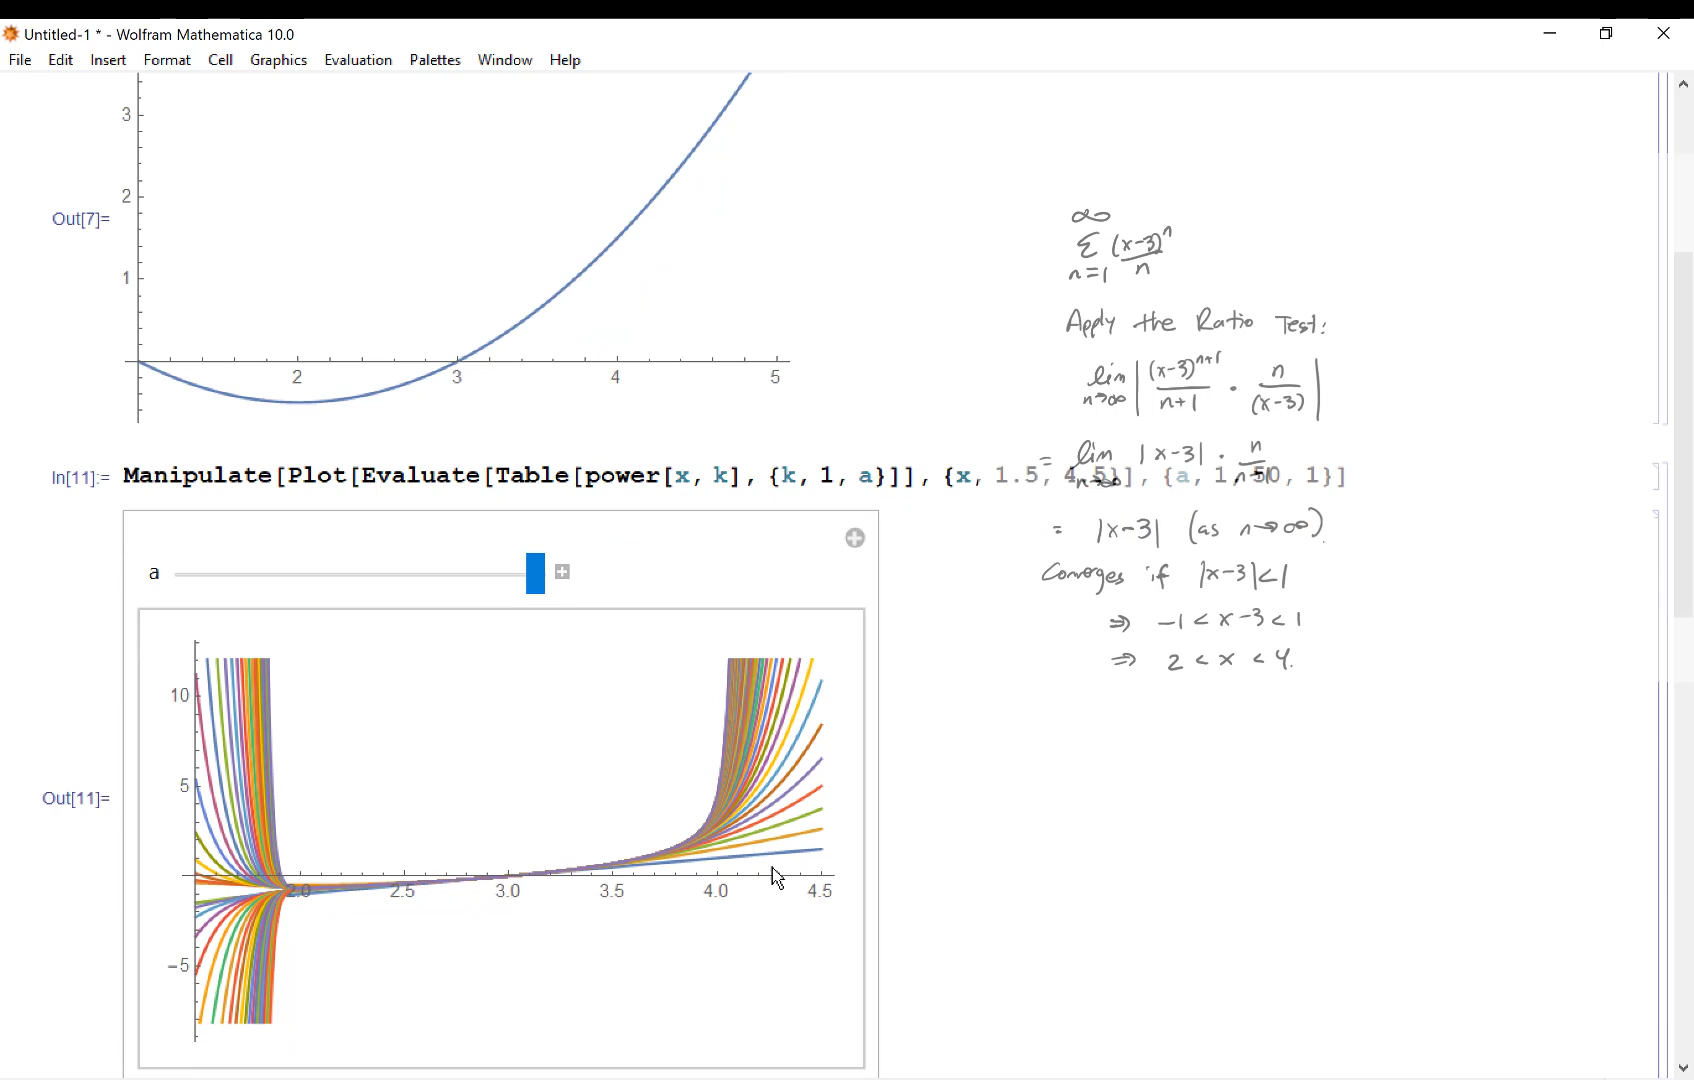 Untitled-1 * - Wolfram Mathematica 10.0
File Edit Insert Format Cell Graphics Evaluation Palettes Window Help
3
2
1
Out[7]=
2 3 4 5
∞
Σ (x-3)^n / n
n=1
Apply the Ratio Test:
lim n→∞ | (x-3)^{n+1} / n+1 · n / (x-3) |
= lim n→∞ |x-3| · n / n+1
= |x-3| (as n→∞).
Converges if |x-3|<1
⇒ -1 < x-3 < 1
⇒ 2 < x < 4.
In[11]:= Manipulate[Plot[Evaluate[Table[power[x, k], {k, 1, a}]], {x, 1.5, 4.5}], {a, 1, 50, 1}]
a
10
5
Out[11]=
2.0 2.5 3.0 3.5 4.0 4.5
-5